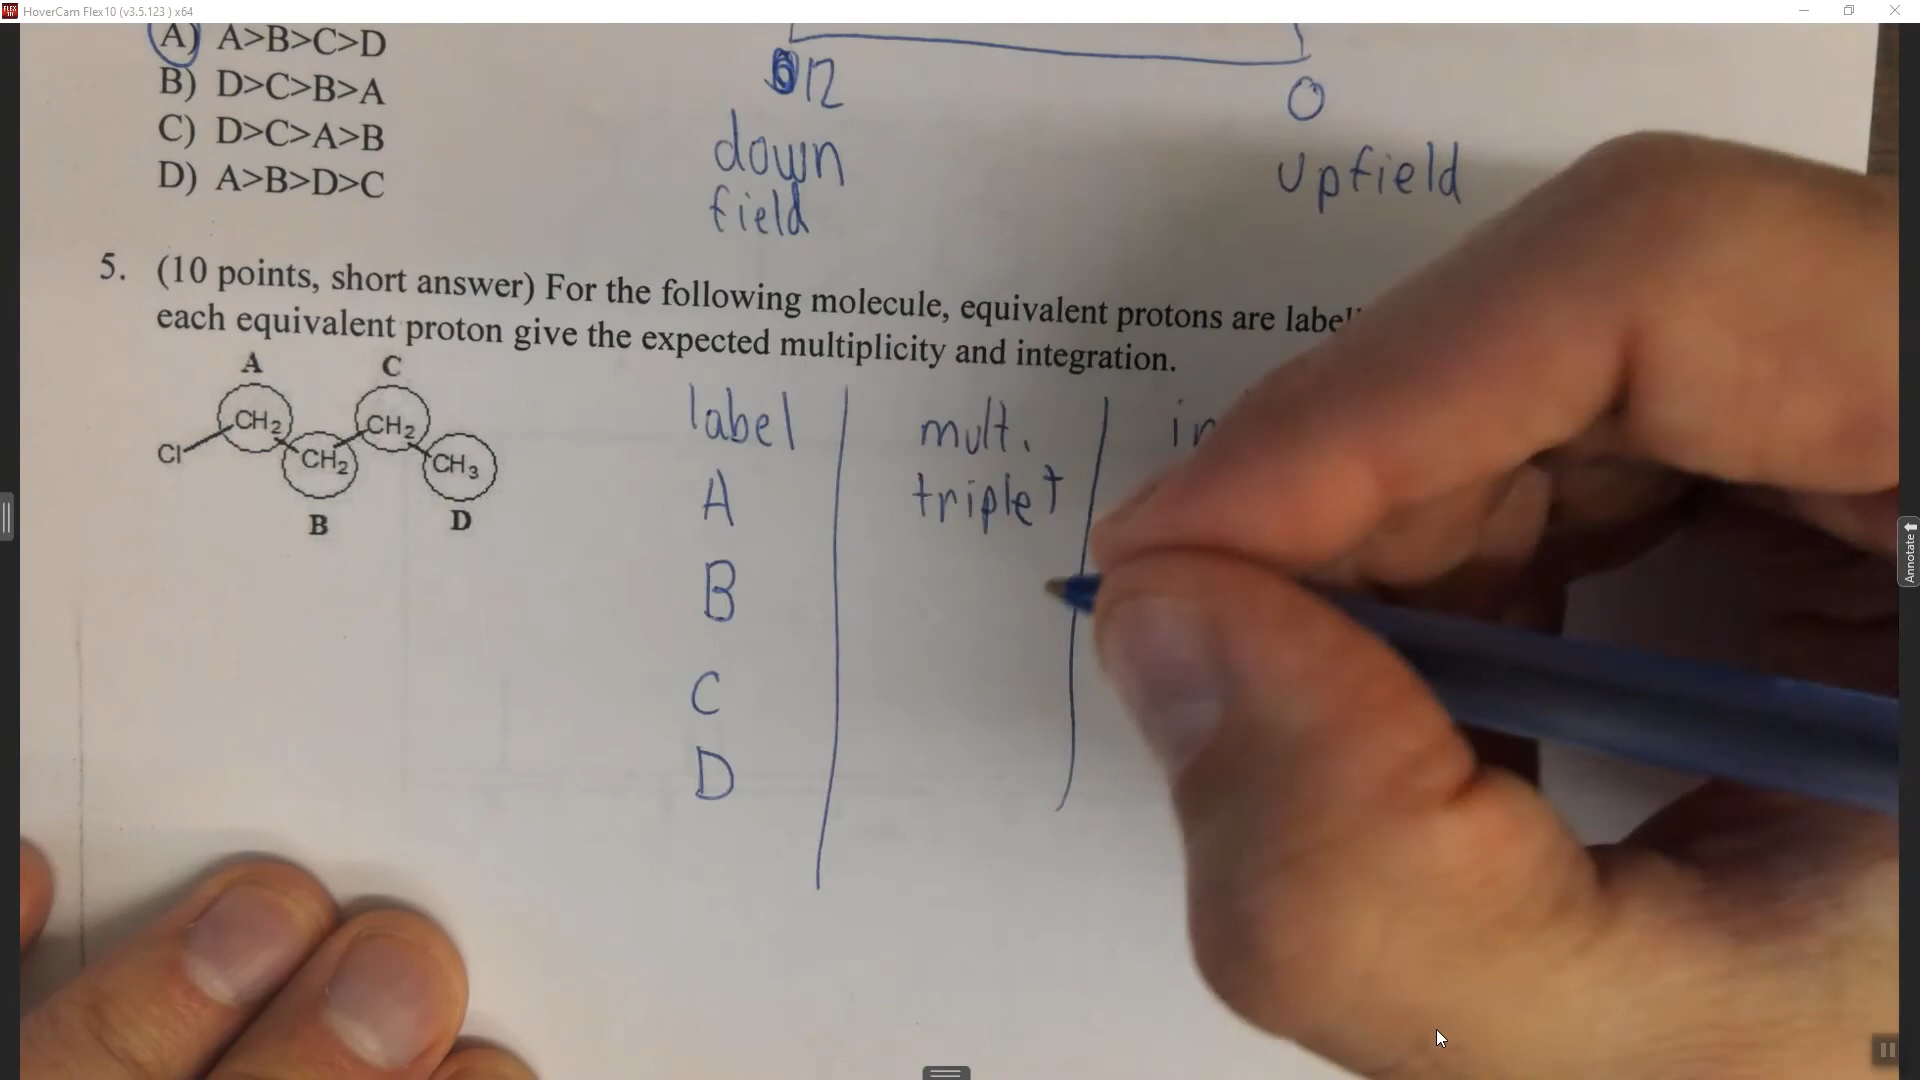 HoverCam Flex10 (v3.5.123 ) x64
A) A>B>C>D
B) D>C>B>A
C) D>C>A>B
D) A>B>D>C
12
0
down
field
upfield
5. (10 points, short answer) For the following molecule, equivalent protons are
each equivalent proton give the expected multiplicity and integration.
A C
Cl CH2 CH2 CH2 CH3
B D
label mult.
A triplet
B
C
D
Annotate